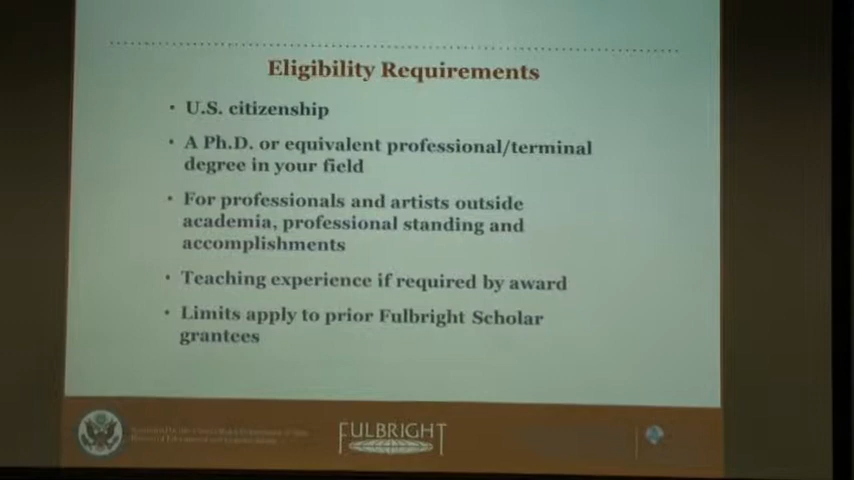 Eligibility Requirements
• U.S. citizenship
• A Ph.D. or equivalent professional/terminal
degree in your field
• For professionals and artists outside
academia, professional standing and
accomplishments
• Teaching experience if required by award
• Limits apply to prior Fulbright Scholar
grantees
FULBRIGHT